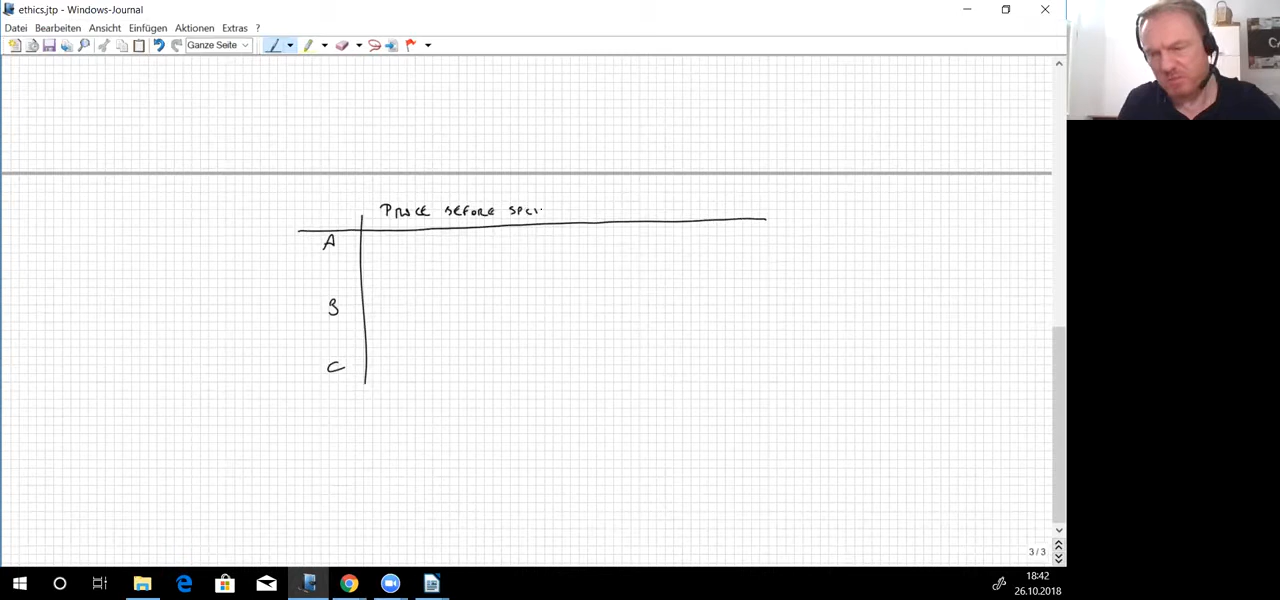 ethics.jtp - Windows-Journal
Datei Bearbeiten Ansicht Einfügen Aktionen Extras ?
Ganze Seite
PRICE BEFORE SPL
A
B
C
3 / 3
18:42
26.10.2018